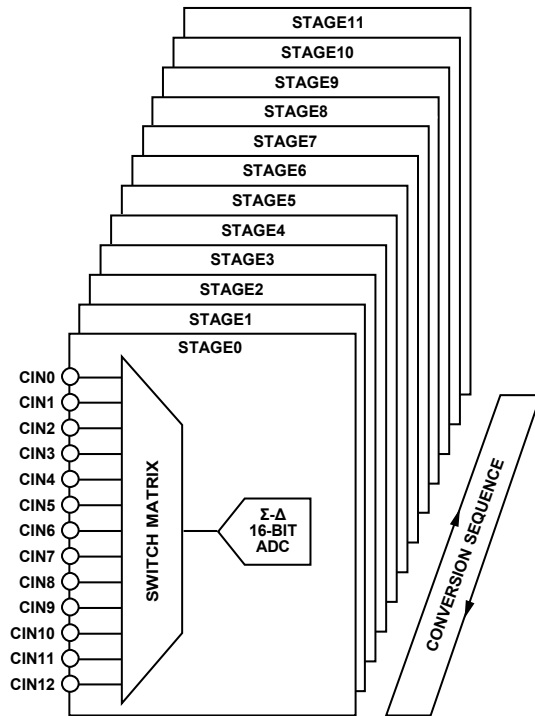 STAGE11
STAGE10
STAGE9
STAGE8
STAGE7
STAGE6
STAGE5
STAGE4
STAGE3
STAGE2
STAGE1
STAGE0
CIN0
CIN1
CIN2
CIN3
CIN4
CIN5
CIN6
CIN7
CIN8
CIN9
CIN10
CIN11
CIN12
SWITCH MATRIX
Σ-Δ
16-BIT
ADC
CONVERSION SEQUENCE